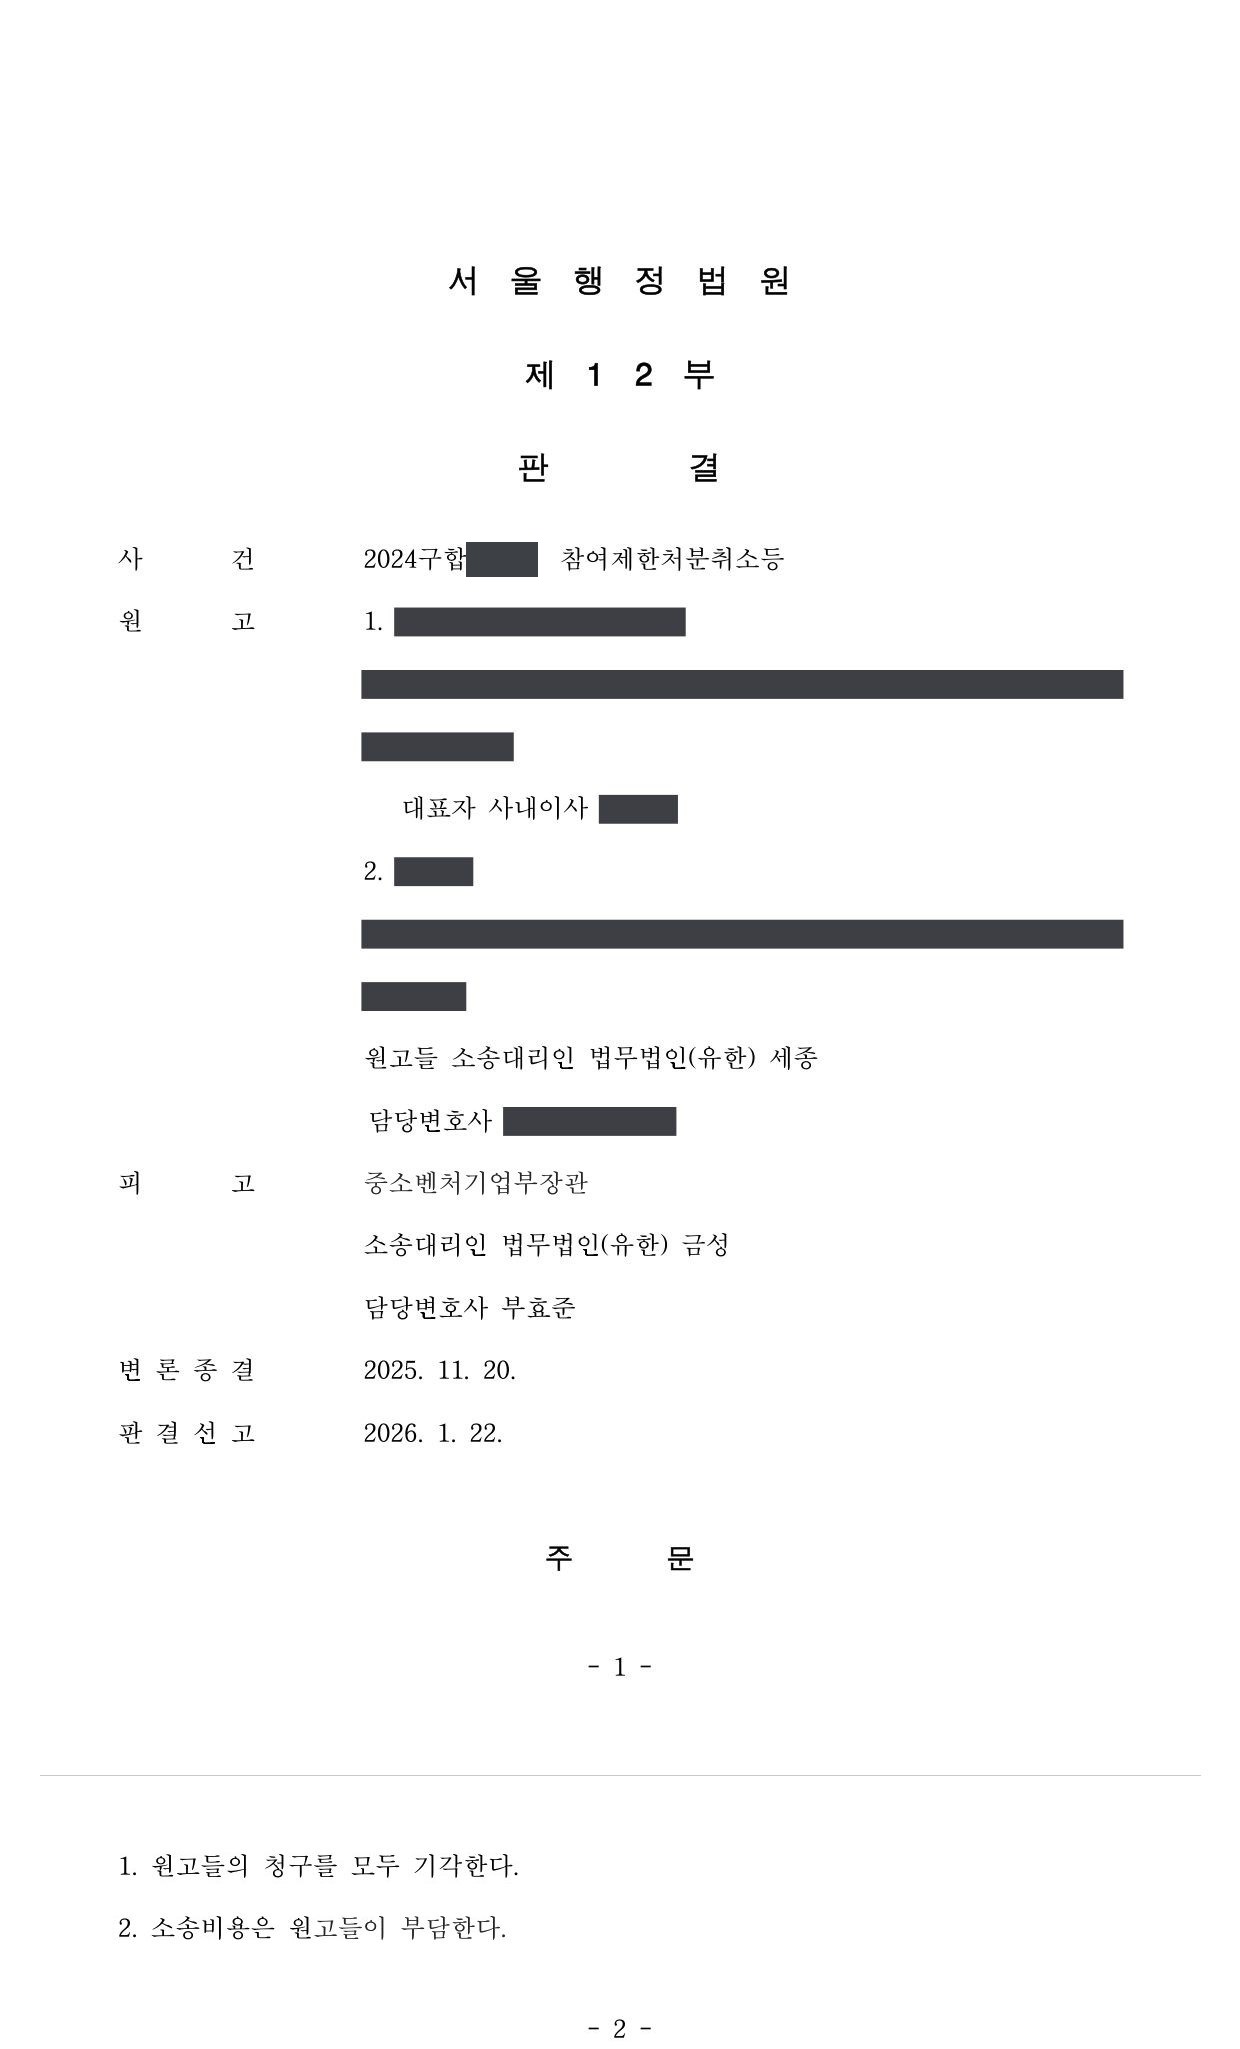 서 울 행 정 법 원
제 1 2 부
판 결
사 건 2024구합 참여제한처분취소등
원 고 1.
대표자 사내이사
2.
원고들 소송대리인 법무법인(유한) 세종
담당변호사
피 고 중소벤처기업부장관
소송대리인 법무법인(유한) 금성
담당변호사 부효준
변 론 종 결 2025. 11. 20.
판 결 선 고 2026. 1. 22.
주 문
- 1 -
1. 원고들의 청구를 모두 기각한다.
2. 소송비용은 원고들이 부담한다.
- 2 -